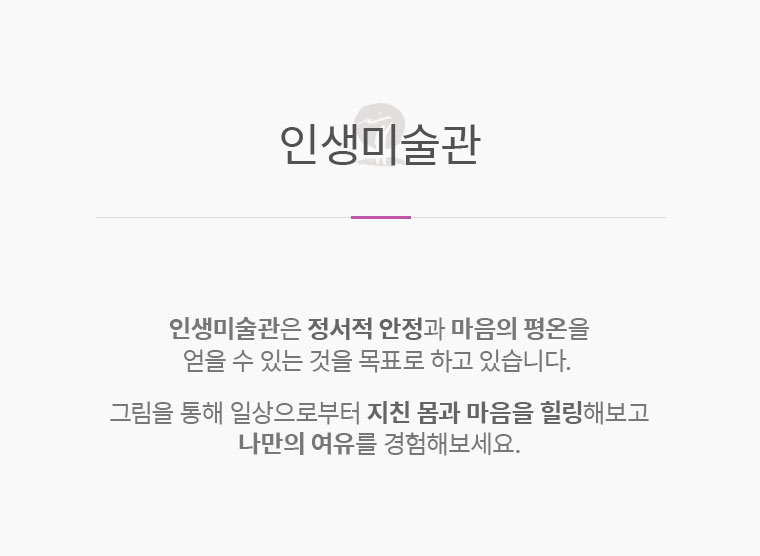 인생미술관
인생미술관은 정서적 안정과 마음의 평온을
얻을 수 있는 것을 목표로 하고 있습니다.
그림을 통해 일상으로부터 지친 몸과 마음을 힐링해보고
나만의 여유를 경험해보세요.